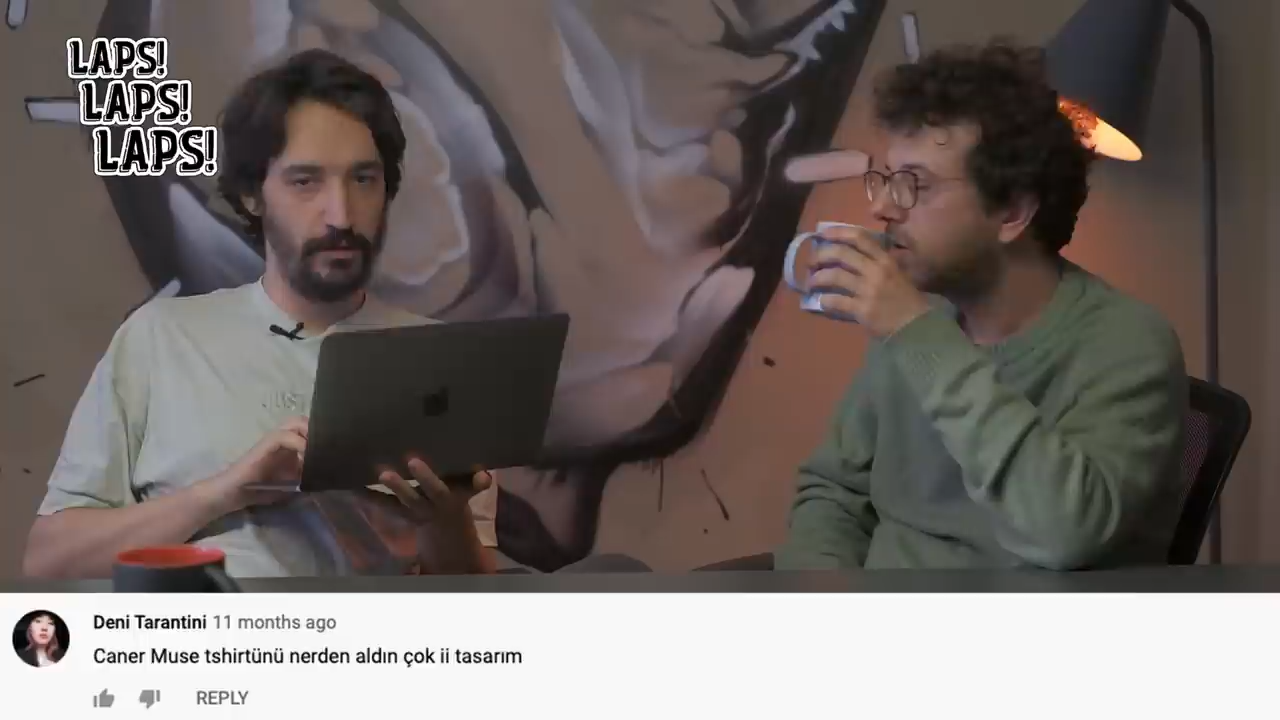 LAPS!
LAPS!
LAPS!
Deni Tarantini 11 months ago
Caner Muse tshirtünü nerden aldın çok ii tasarım
REPLY